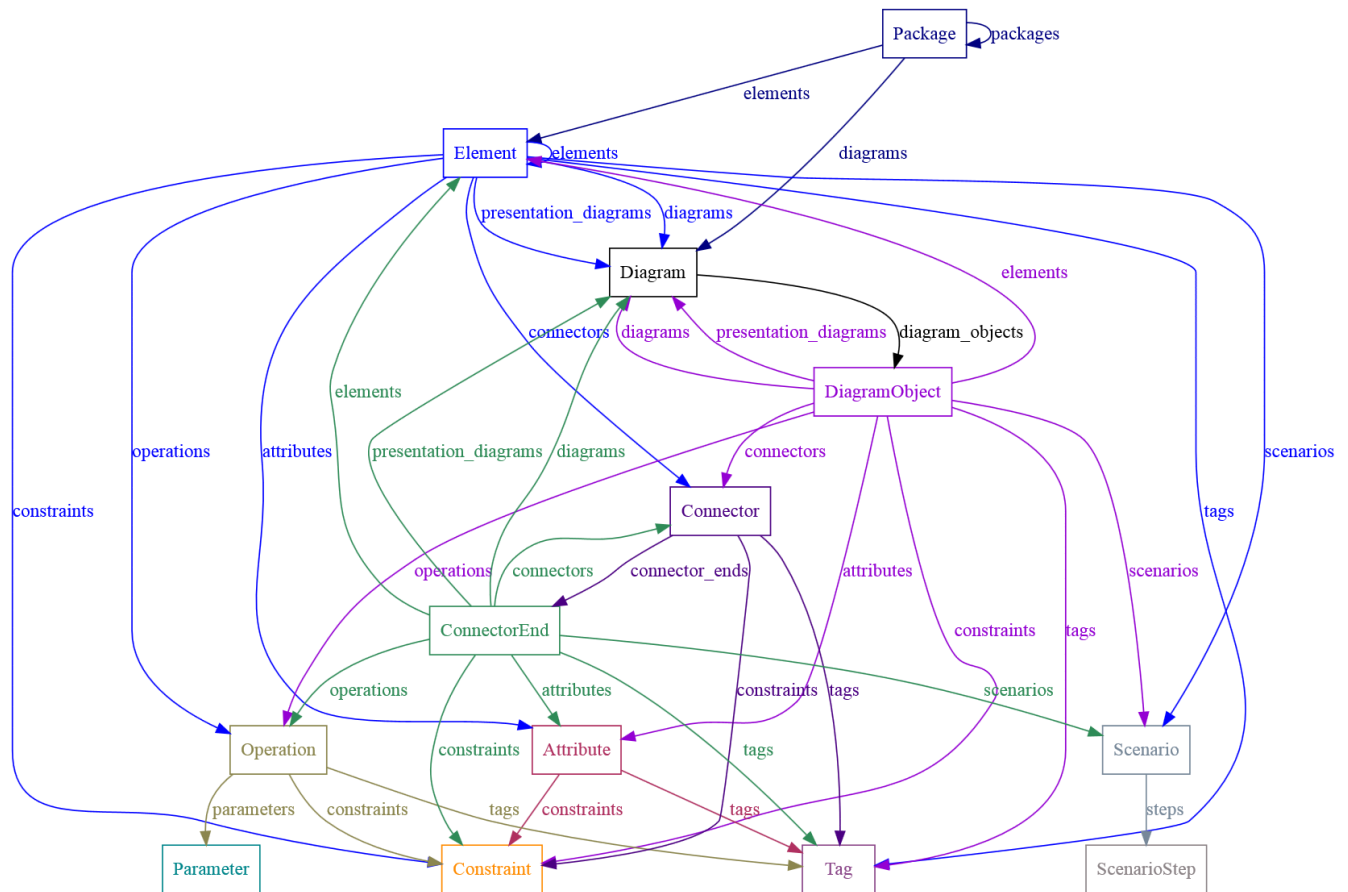 Package
packages
elements
diagrams
Element
elements
presentation_diagrams
diagrams
Diagram
elements
connectors
diagrams
presentation_diagrams
diagram_objects
elements
DiagramObject
operations
attributes
presentation_diagrams
diagrams
connectors
scenarios
constraints
Connector
tags
operations
connectors
connector_ends
attributes
scenarios
ConnectorEnd
constraints
tags
operations
attributes
constraints
tags
scenarios
Operation
constraints
Attribute
tags
Scenario
parameters
constraints
tags
constraints
tags
steps
Parameter
Constraint
Tag
ScenarioStep